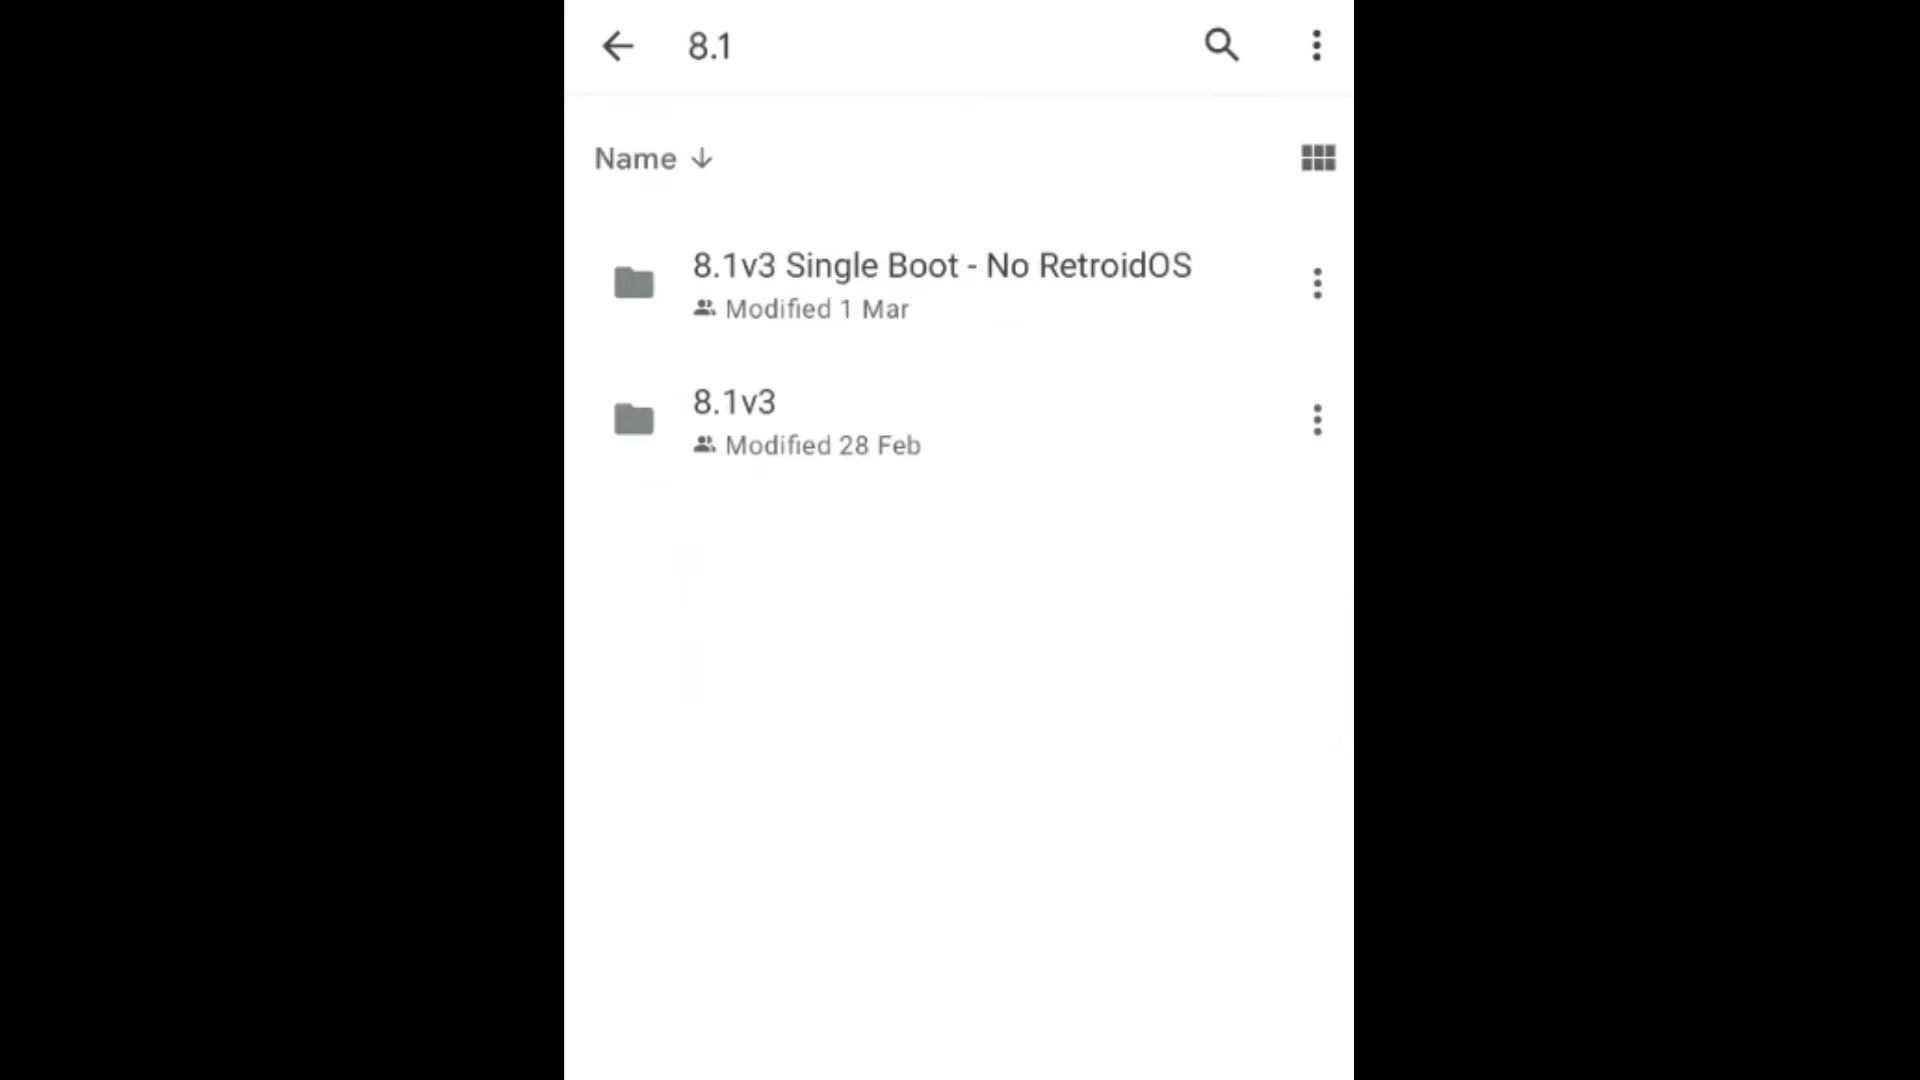 8.1
Name
8.1v3 Single Boot - No RetroidOS
Modified 1 Mar
8.1v3
Modified 28 Feb